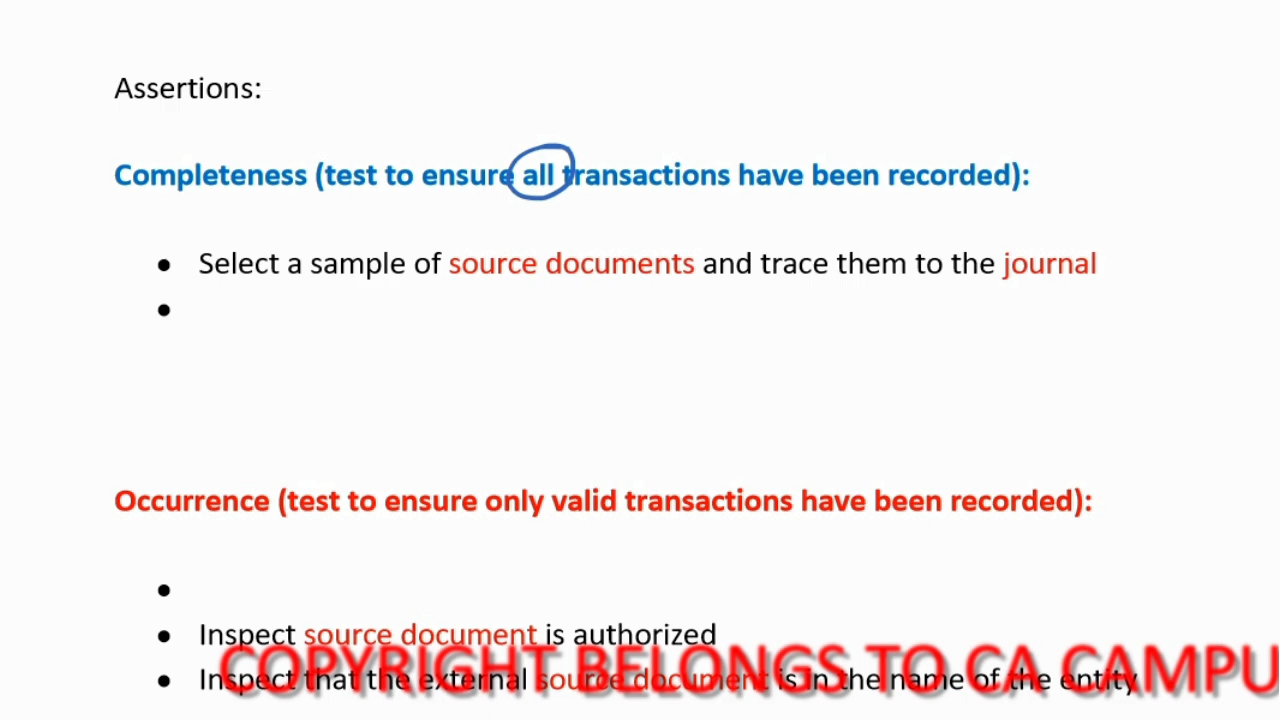 Assertions:
Completeness (test to ensure all transactions have been recorded):
• Select a sample of source documents and trace them to the journal
•
Occurrence (test to ensure only valid transactions have been recorded):
•
• Inspect source document is authorized
COPYRIGHT BELONGS TO CA CAMPU
• Inspect that the external source document is in the name of the entity